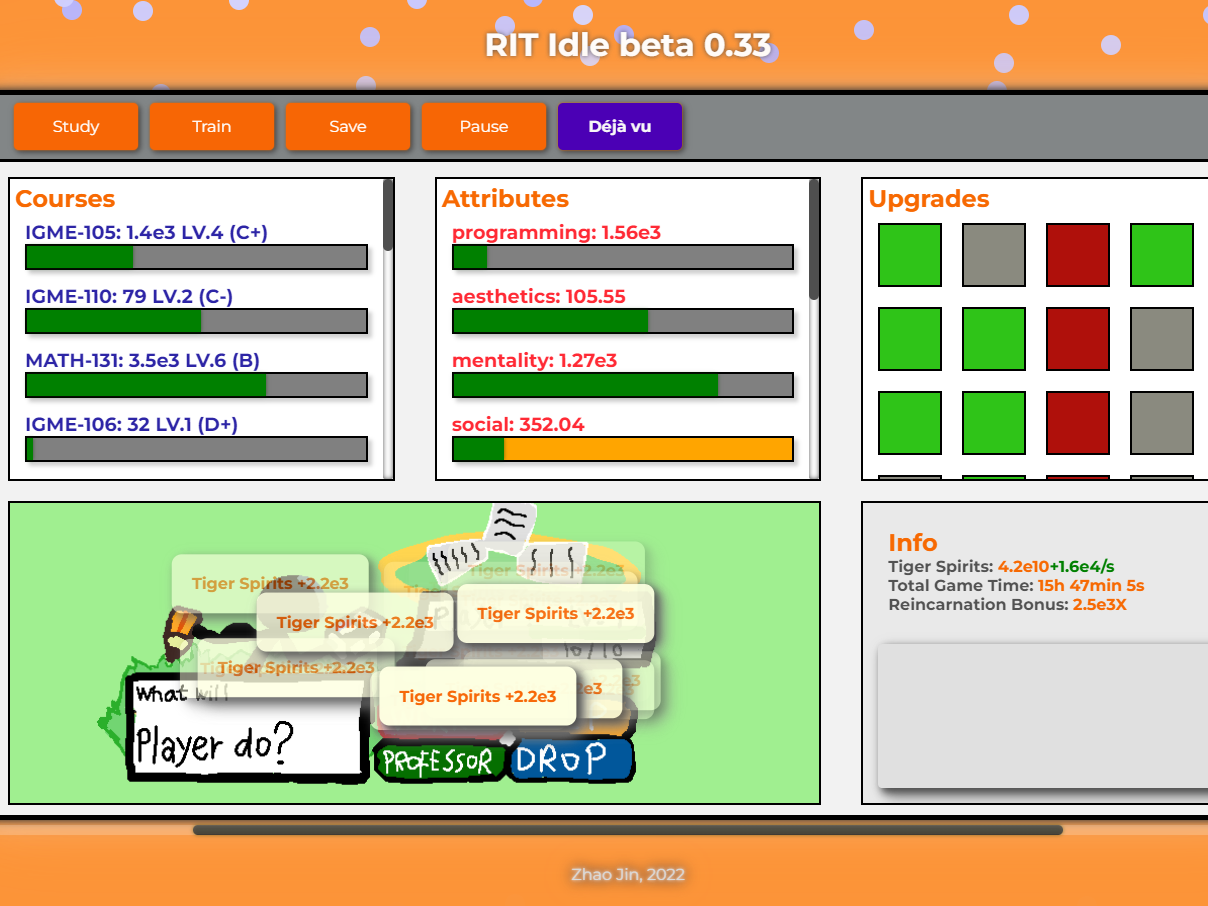 RIT Idle beta 0.33
Study
Train
Save
Pause
Déjà vu
Courses
IGME-105: 1.4e3 LV.4 (C+)
IGME-110: 79 LV.2 (C-)
MATH-131: 3.5e3 LV.6 (B)
IGME-106: 32 LV.1 (D+)
Attributes
programming: 1.56e3
aesthetics: 105.55
mentality: 1.27e3
social: 352.04
Upgrades
Tiger Spirits +2.2e3
Tiger Spirits +2.2e3
Tiger Spirits +2.2e3
Tiger Spirits +2.2e3
10/10
Tiger Spirits +2.2e3
Tiger Spirits +2.2e3
2e3
What will
Player do?
PROFESSOR
DROP
Info
Tiger Spirits: 4.2e10+1.6e4/s
Total Game Time: 15h 47min 5s
Reincarnation Bonus: 2.5e3X
Zhao Jin, 2022